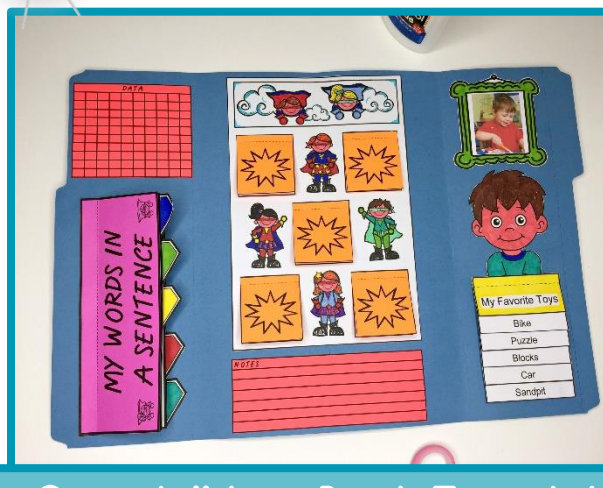 DATA
MY WORDS IN
A SENTENCE
NOTES
My Favorite Toys
Bike
Puzzle
Blocks
Car
Sandpit